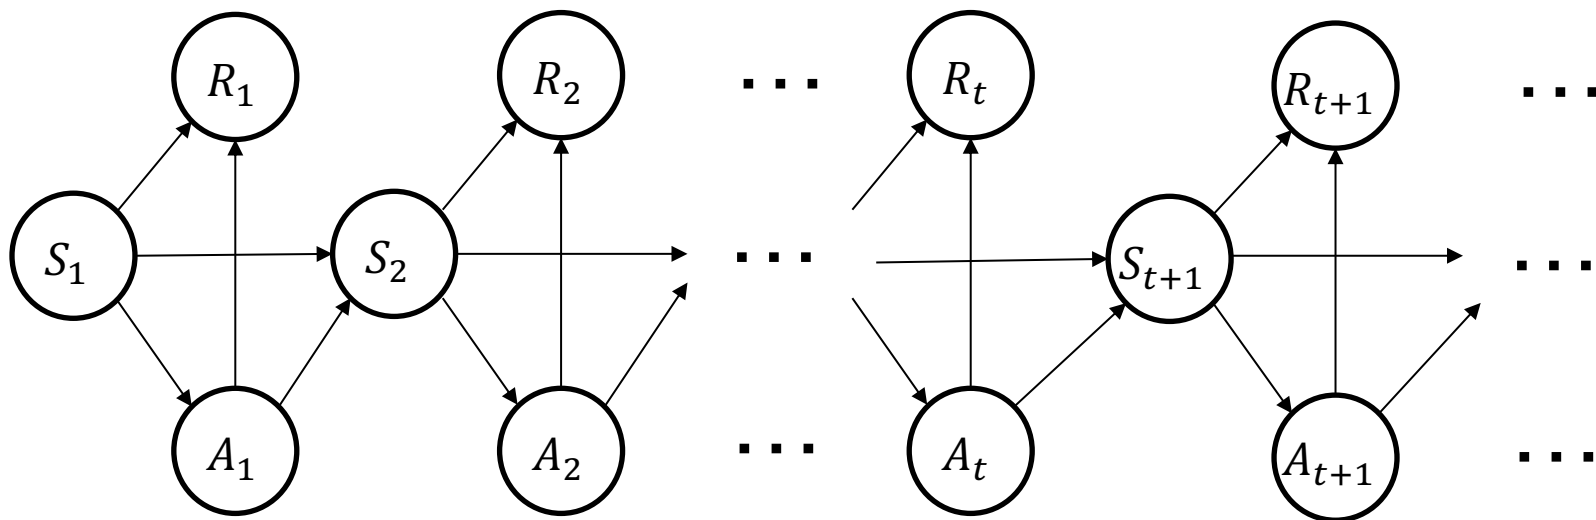 R₁ R₂ ... Rₜ Rₜ₊₁ ...
S₁ S₂ ... Sₜ₊₁ ...
A₁ A₂ ... Aₜ Aₜ₊₁ ...